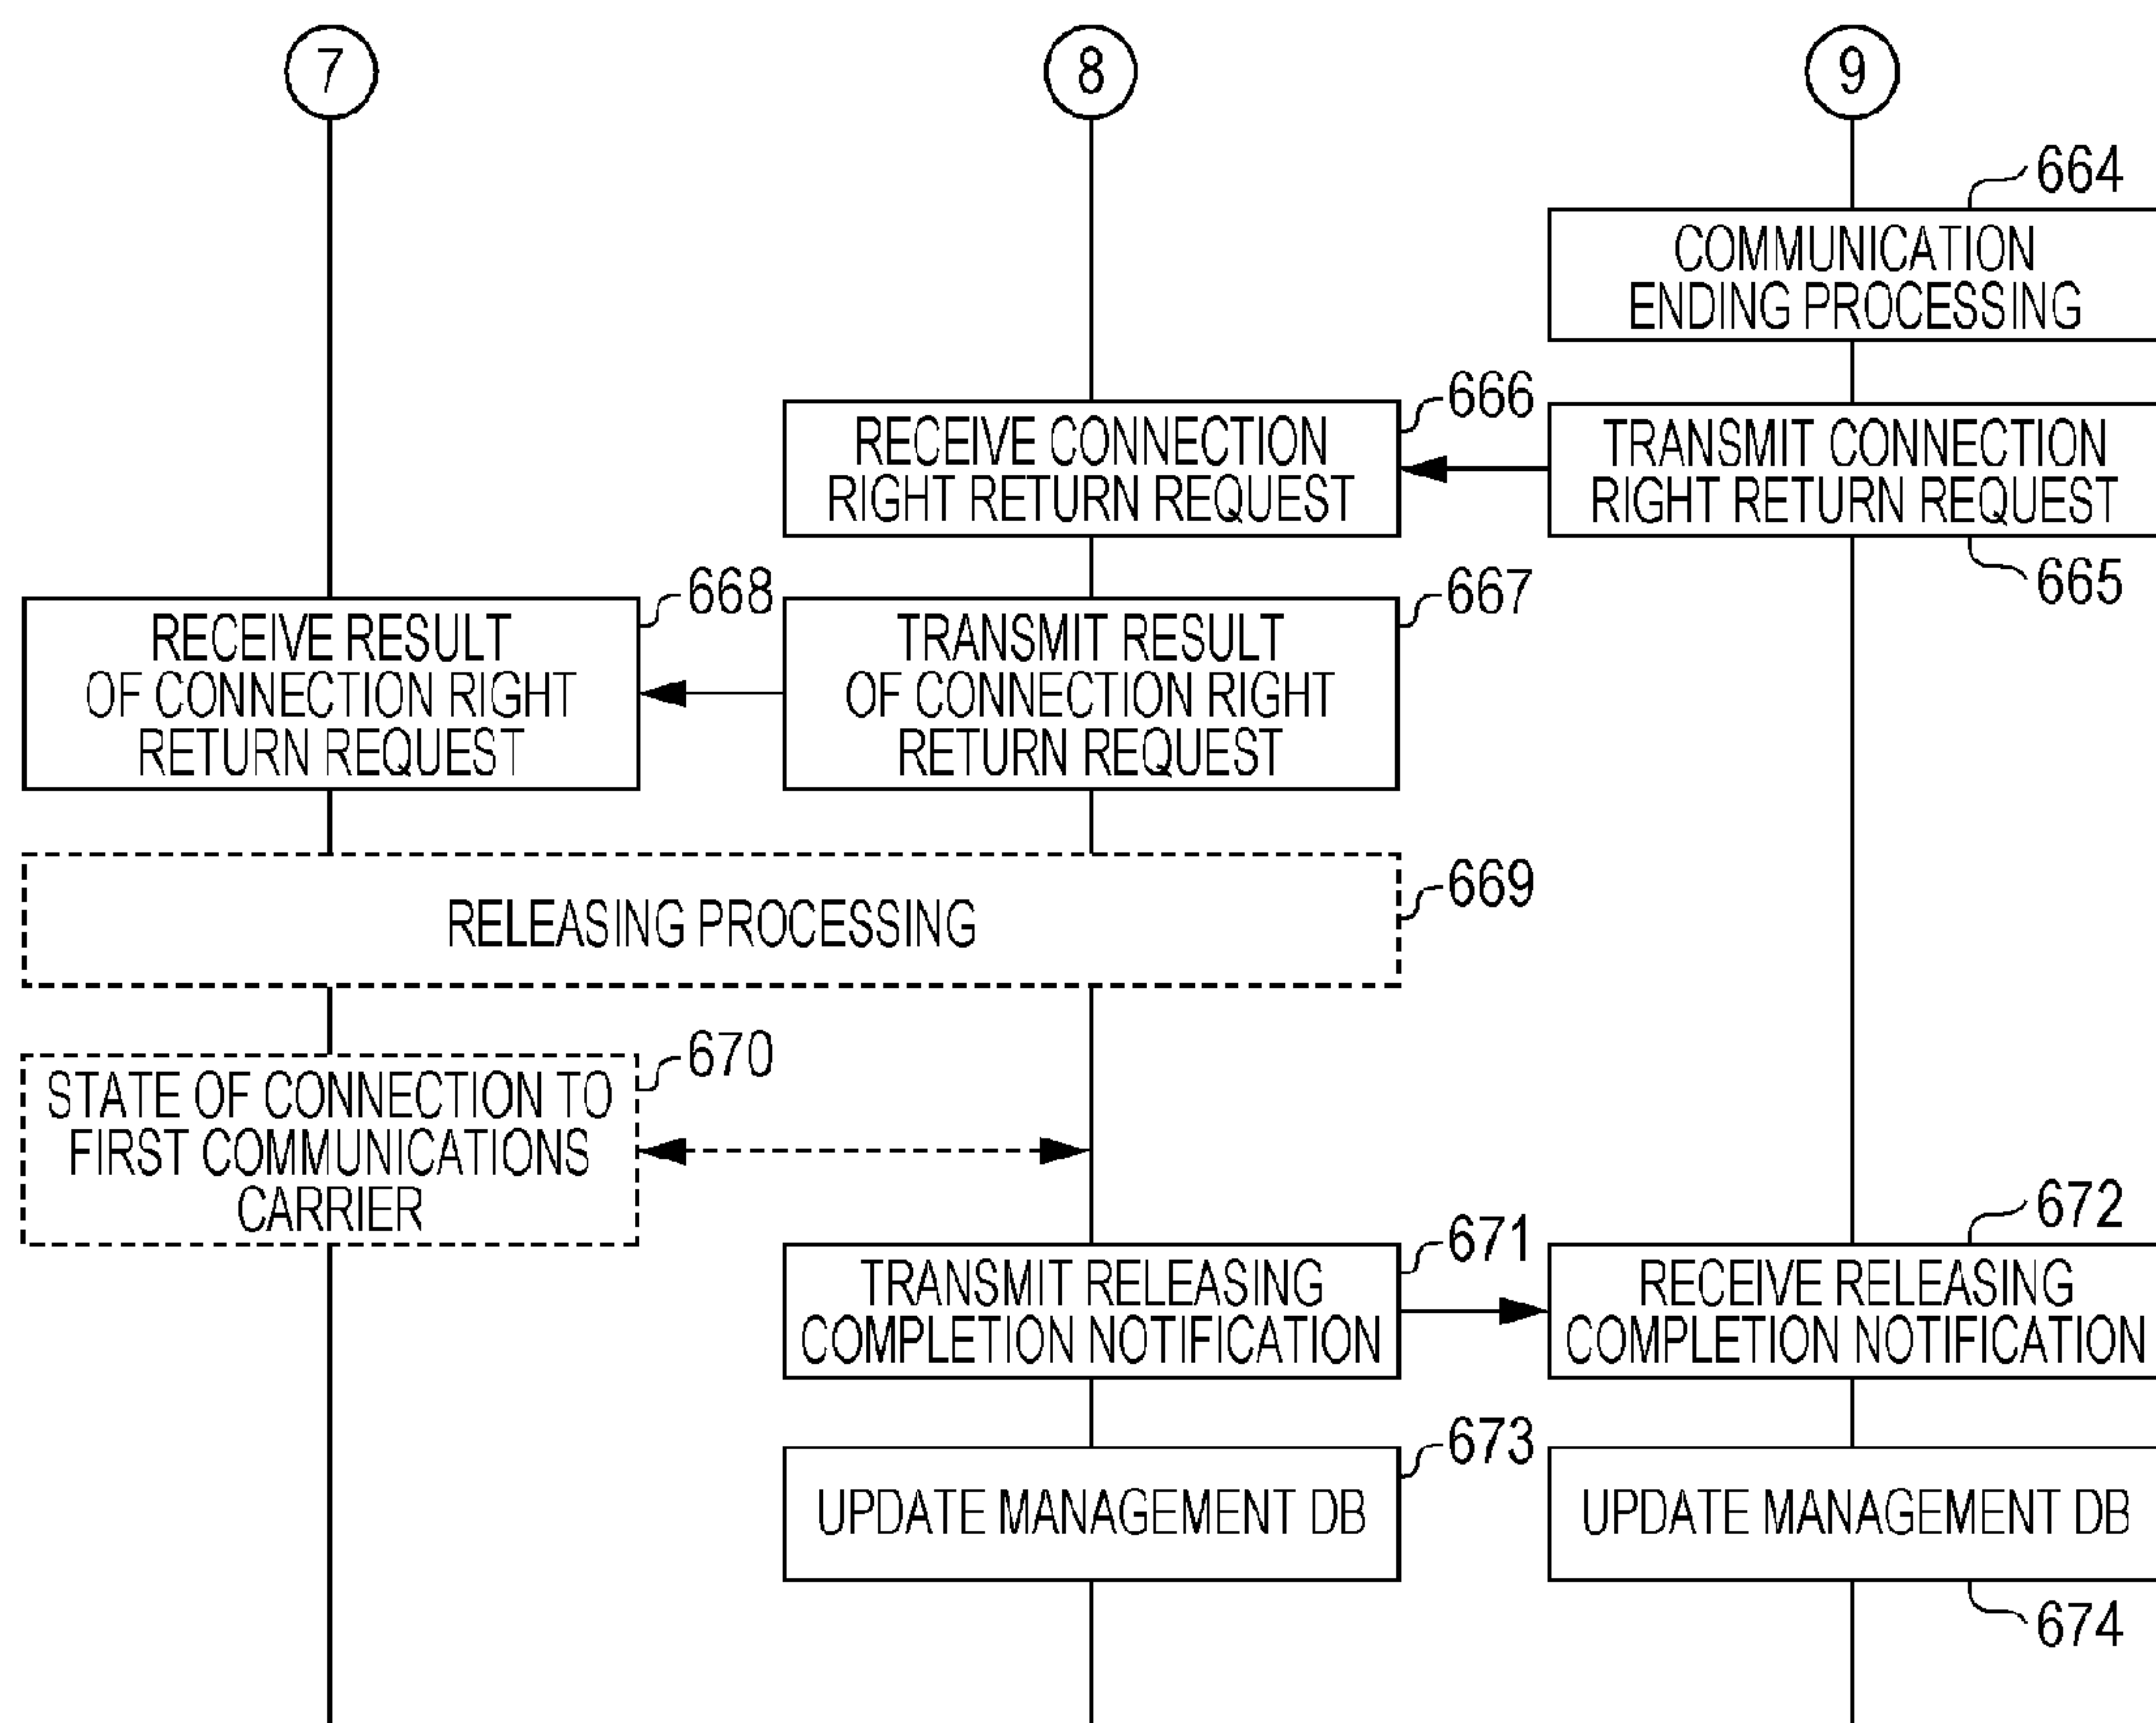 7
8
9
664
COMMUNICATION
ENDING PROCESSING
666
RECEIVE CONNECTION
RIGHT RETURN REQUEST
TRANSMIT CONNECTION
RIGHT RETURN REQUEST
665
668
RECEIVE RESULT
OF CONNECTION RIGHT
RETURN REQUEST
667
TRANSMIT RESULT
OF CONNECTION RIGHT
RETURN REQUEST
669
RELEASING PROCESSING
670
STATE OF CONNECTION TO
FIRST COMMUNICATIONS
CARRIER
671
TRANSMIT RELEASING
COMPLETION NOTIFICATION
672
RECEIVE RELEASING
COMPLETION NOTIFICATION
673
UPDATE MANAGEMENT DB
UPDATE MANAGEMENT DB
674